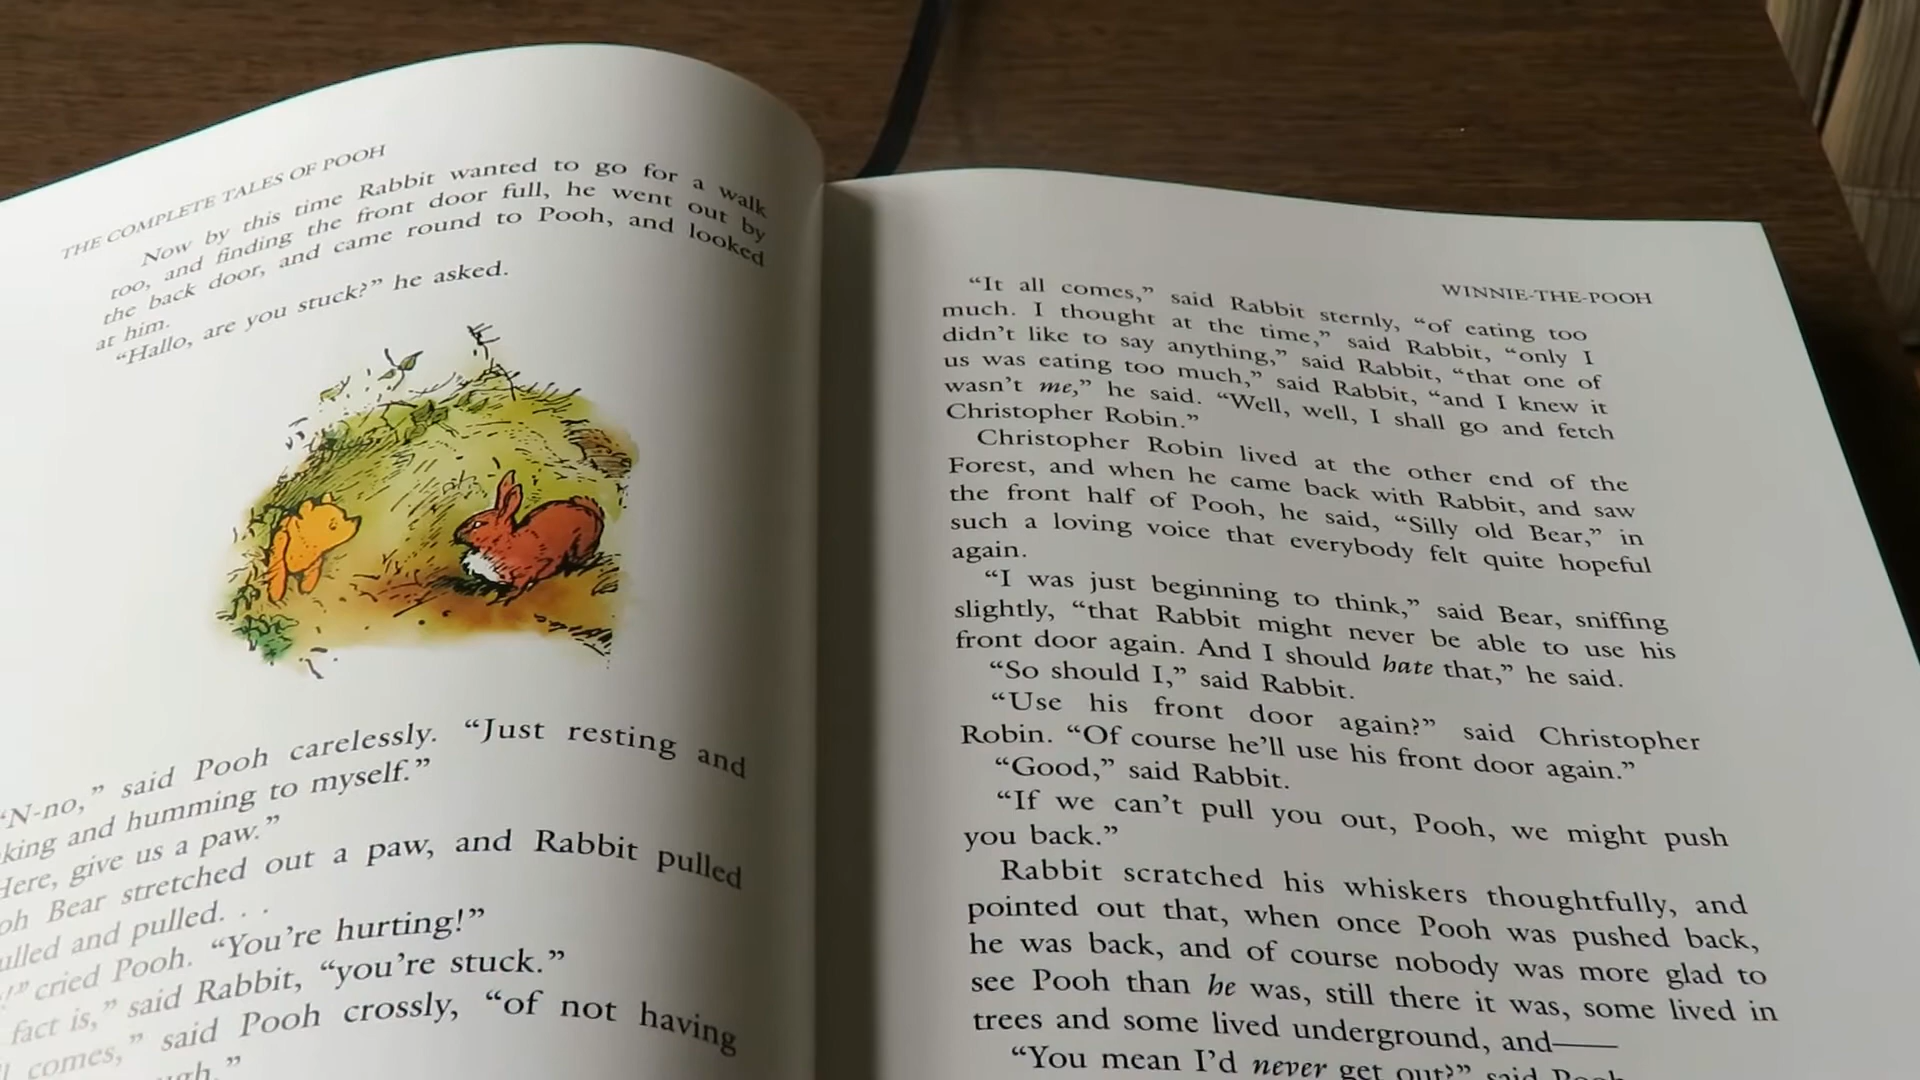 THE COMPLETE TALES OF POOH
Now by this time Rabbit wanted to go for a walk
too, and finding the front door full, he went out by
the back door, and came round to Pooh, and looked
at him.
“Hallo, are you stuck?” he asked.
“N-no,” said Pooh carelessly. “Just resting and
king and humming to myself.”
Here, give us a paw.”
oh Bear stretched out a paw, and Rabbit pulled
ulled and pulled. . .
!” cried Pooh. “You’re hurting!”
fact is,” said Rabbit, “you’re stuck.”
comes,” said Pooh crossly, “of not having
ugh.”
WINNIE-THE-POOH
“It all comes,” said Rabbit sternly, “of eating too
much. I thought at the time,” said Rabbit, “only I
didn’t like to say anything,” said Rabbit, “that one of
us was eating too much,” said Rabbit, “and I knew it
wasn’t me,” he said. “Well, well, I shall go and fetch
Christopher Robin.”
Christopher Robin lived at the other end of the
Forest, and when he came back with Rabbit, and saw
the front half of Pooh, he said, “Silly old Bear,” in
such a loving voice that everybody felt quite hopeful
again.
“I was just beginning to think,” said Bear, sniffing
slightly, “that Rabbit might never be able to use his
front door again. And I should hate that,” he said.
“So should I,” said Rabbit.
“Use his front door again?” said Christopher
Robin. “Of course he’ll use his front door again.”
“Good,” said Rabbit.
“If we can’t pull you out, Pooh, we might push
you back.”
Rabbit scratched his whiskers thoughtfully, and
pointed out that, when once Pooh was pushed back,
he was back, and of course nobody was more glad to
see Pooh than he was, still there it was, some lived in
trees and some lived underground, and——
“You mean I’d never get out?” said Pooh